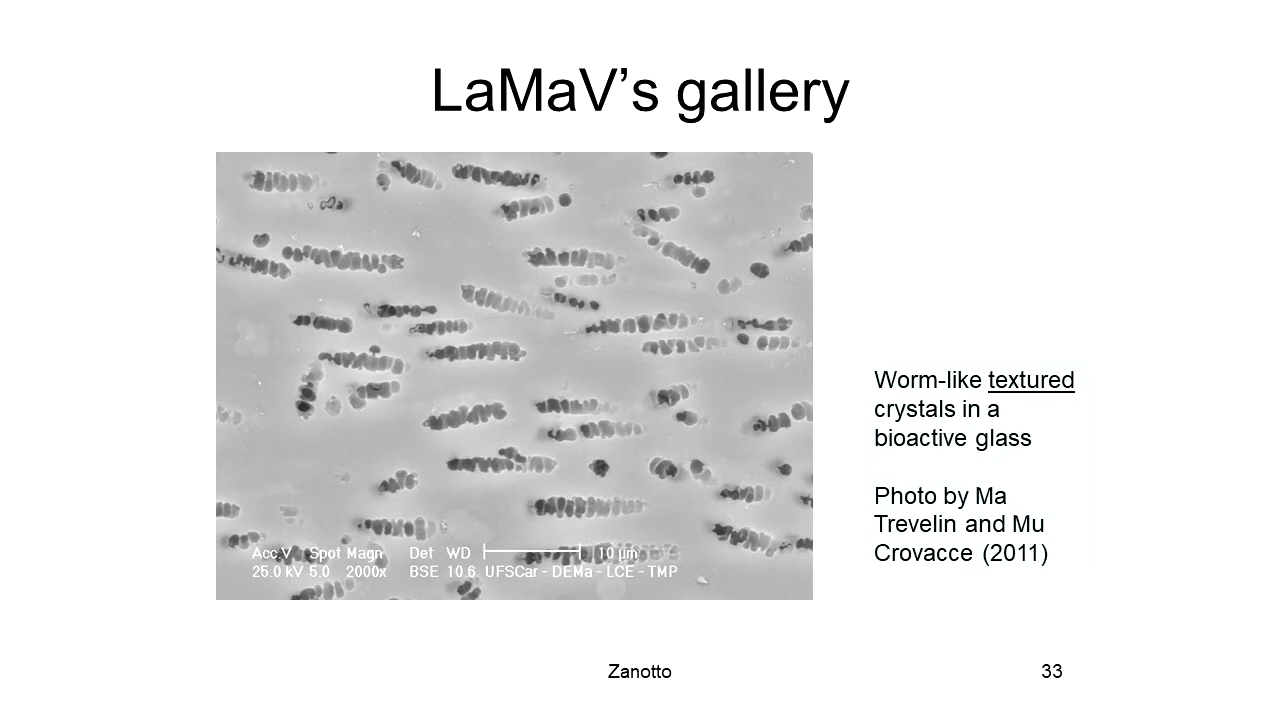 LaMaV’s gallery
Worm-like textured
crystals in a
bioactive glass
Photo by Ma
Trevelin and Mu
Crovacce (2011)
Acc.V Spot Magn Det WD 10 µm
25.0 kV 5.0 2000x BSE 10.6 UFSCar - DEMa - LCE - TMP
Zanotto
33